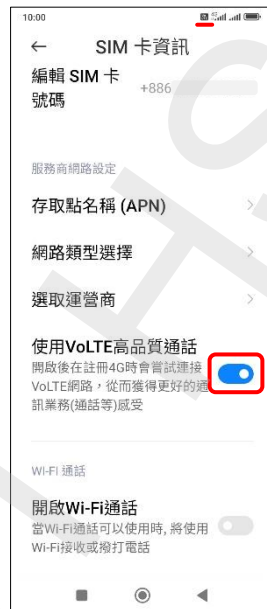 10:00
SIM 卡資訊
編輯 SIM 卡
號碼
+886
服務商網路設定
存取點名稱 (APN)
網路類型選擇
選取運營商
使用VoLTE高品質通話
開啟後在註冊4G時會嘗試連接
VoLTE網路，從而獲得更好的通
訊業務(通話等)感受
WI-FI 通話
開啟Wi-Fi通話
當Wi-Fi通話可以使用時, 將使用
Wi-Fi接收或撥打電話